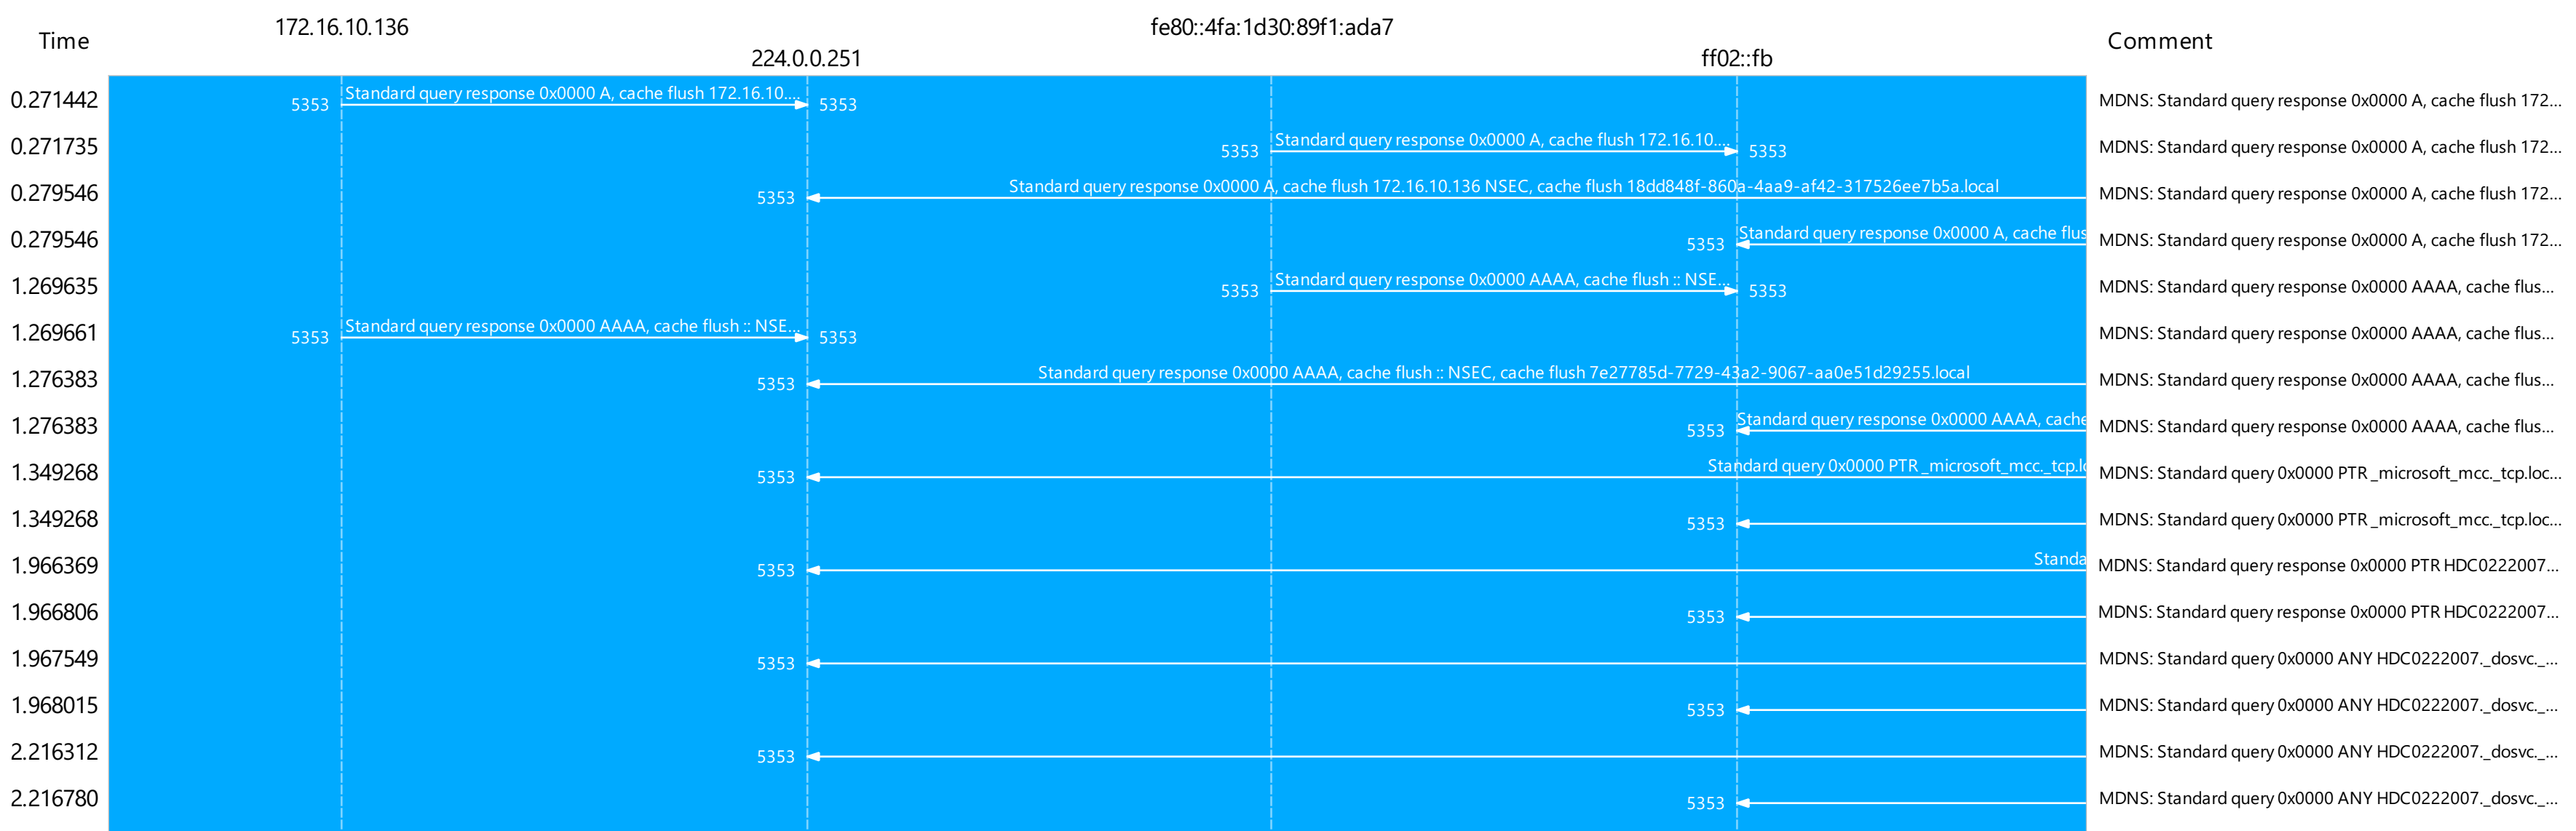 172.16.10.136 fe80::4fa:1d30:89f1:ada7
Time 224.0.0.251 ff02::fb Comment
0.271442 5353 Standard query response 0x0000 A, cache flush 172.16.10.... 5353 MDNS: Standard query response 0x0000 A, cache flush 172...
0.271735 5353 Standard query response 0x0000 A, cache flush 172.16.10.... 5353 MDNS: Standard query response 0x0000 A, cache flush 172...
0.279546 5353 Standard query response 0x0000 A, cache flush 172.16.10.136 NSEC, cache flush 18dd848f-860a-4aa9-af42-317526ee7b5a.local MDNS: Standard query response 0x0000 A, cache flush 172...
0.279546 5353 Standard query response 0x0000 A, cache flus MDNS: Standard query response 0x0000 A, cache flush 172...
1.269635 5353 Standard query response 0x0000 AAAA, cache flush :: NSE... 5353 MDNS: Standard query response 0x0000 AAAA, cache flus...
1.269661 5353 Standard query response 0x0000 AAAA, cache flush :: NSE... 5353 MDNS: Standard query response 0x0000 AAAA, cache flus...
1.276383 5353 Standard query response 0x0000 AAAA, cache flush :: NSEC, cache flush 7e27785d-7729-43a2-9067-aa0e51d29255.local MDNS: Standard query response 0x0000 AAAA, cache flus...
1.276383 5353 Standard query response 0x0000 AAAA, cache MDNS: Standard query response 0x0000 AAAA, cache flus...
1.349268 5353 Standard query 0x0000 PTR _microsoft_mcc._tcp.lo MDNS: Standard query 0x0000 PTR _microsoft_mcc._tcp.loc...
1.349268 5353 MDNS: Standard query 0x0000 PTR _microsoft_mcc._tcp.loc...
1.966369 5353 Standa MDNS: Standard query response 0x0000 PTR HDC0222007...
1.966806 5353 MDNS: Standard query response 0x0000 PTR HDC0222007...
1.967549 5353 MDNS: Standard query 0x0000 ANY HDC0222007._dosvc._...
1.968015 5353 MDNS: Standard query 0x0000 ANY HDC0222007._dosvc._...
2.216312 5353 MDNS: Standard query 0x0000 ANY HDC0222007._dosvc._...
2.216780 5353 MDNS: Standard query 0x0000 ANY HDC0222007._dosvc._...